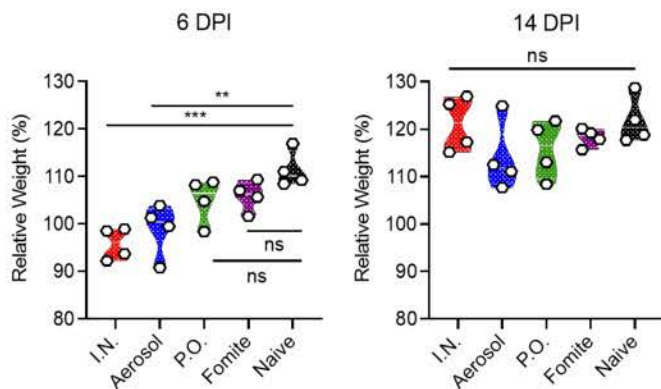 6 DPI
Relative Weight (%)
130
120
110
100
90
80
**
***
ns
ns
I.N.
Aerosol
P.O.
Fomite
Naive
14 DPI
Relative Weight (%)
130
120
110
100
90
80
ns
I.N.
Aerosol
P.O.
Fomite
Naive